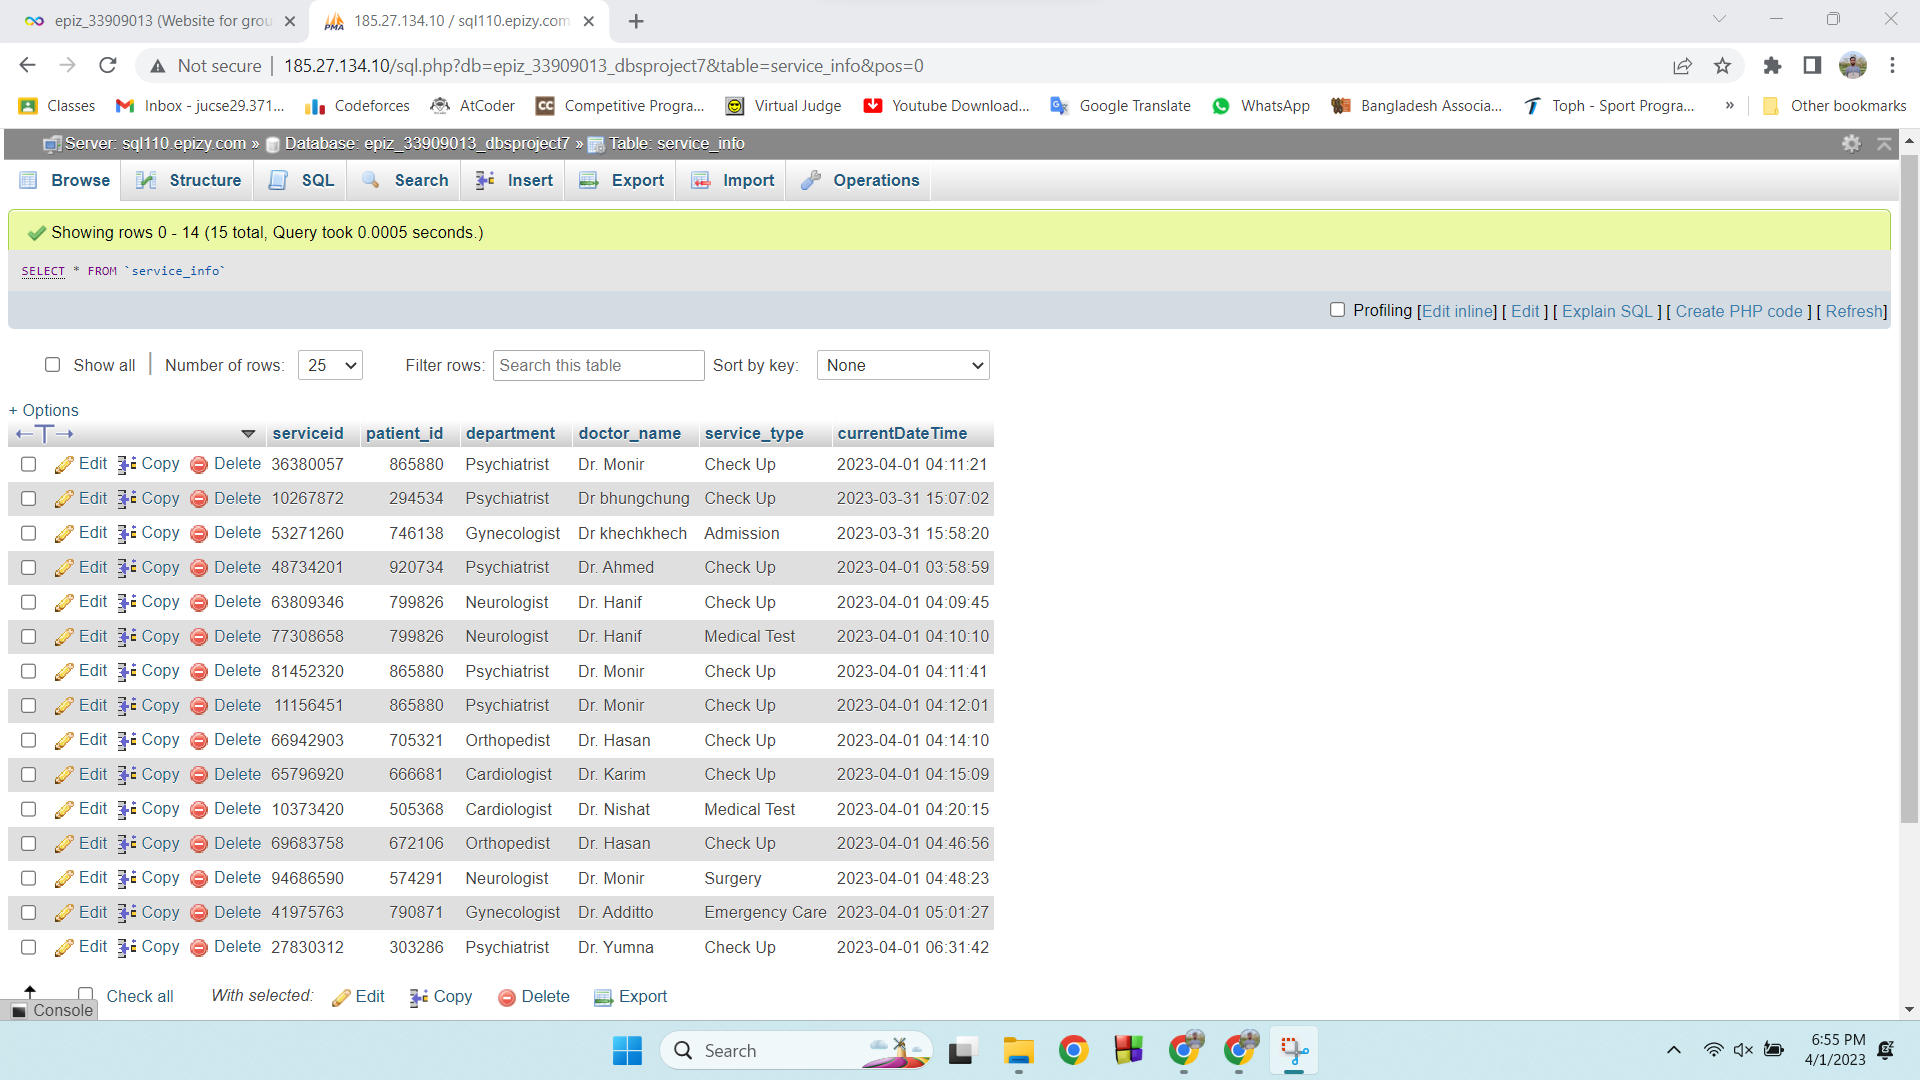 epiz_33909013 (Website for grou
185.27.134.10 / sql110.epizy.com
Not secure 185.27.134.10/sql.php?db=epiz_33909013_dbsproject7&table=service_info&pos=0
Classes Inbox - jucse29.371... Codeforces AtCoder CC Competitive Progra... Virtual Judge Youtube Download... Google Translate WhatsApp Bangladesh Associa... Toph - Sport Progra... » Other bookmarks
Server: sql110.epizy.com » Database: epiz_33909013_dbsproject7 » Table: service_info
Browse Structure SQL Search Insert Export Import Operations
Showing rows 0 - 14 (15 total, Query took 0.0005 seconds.)
SELECT * FROM `service_info`
Profiling [Edit inline] [ Edit ] [ Explain SQL ] [ Create PHP code ] [ Refresh]
Show all Number of rows: 25 Filter rows: Search this table Sort by key: None
+ Options
←T→ serviceid patient_id department doctor_name service_type currentDateTime
Edit Copy Delete 36380057 865880 Psychiatrist Dr. Monir Check Up 2023-04-01 04:11:21
Edit Copy Delete 10267872 294534 Psychiatrist Dr bhungchung Check Up 2023-03-31 15:07:02
Edit Copy Delete 53271260 746138 Gynecologist Dr khechkhech Admission 2023-03-31 15:58:20
Edit Copy Delete 48734201 920734 Psychiatrist Dr. Ahmed Check Up 2023-04-01 03:58:59
Edit Copy Delete 63809346 799826 Neurologist Dr. Hanif Check Up 2023-04-01 04:09:45
Edit Copy Delete 77308658 799826 Neurologist Dr. Hanif Medical Test 2023-04-01 04:10:10
Edit Copy Delete 81452320 865880 Psychiatrist Dr. Monir Check Up 2023-04-01 04:11:41
Edit Copy Delete 11156451 865880 Psychiatrist Dr. Monir Check Up 2023-04-01 04:12:01
Edit Copy Delete 66942903 705321 Orthopedist Dr. Hasan Check Up 2023-04-01 04:14:10
Edit Copy Delete 65796920 666681 Cardiologist Dr. Karim Check Up 2023-04-01 04:15:09
Edit Copy Delete 10373420 505368 Cardiologist Dr. Nishat Medical Test 2023-04-01 04:20:15
Edit Copy Delete 69683758 672106 Orthopedist Dr. Hasan Check Up 2023-04-01 04:46:56
Edit Copy Delete 94686590 574291 Neurologist Dr. Monir Surgery 2023-04-01 04:48:23
Edit Copy Delete 41975763 790871 Gynecologist Dr. Additto Emergency Care 2023-04-01 05:01:27
Edit Copy Delete 27830312 303286 Psychiatrist Dr. Yumna Check Up 2023-04-01 06:31:42
Check all With selected: Edit Copy Delete Export
Console
Search
6:55 PM
4/1/2023